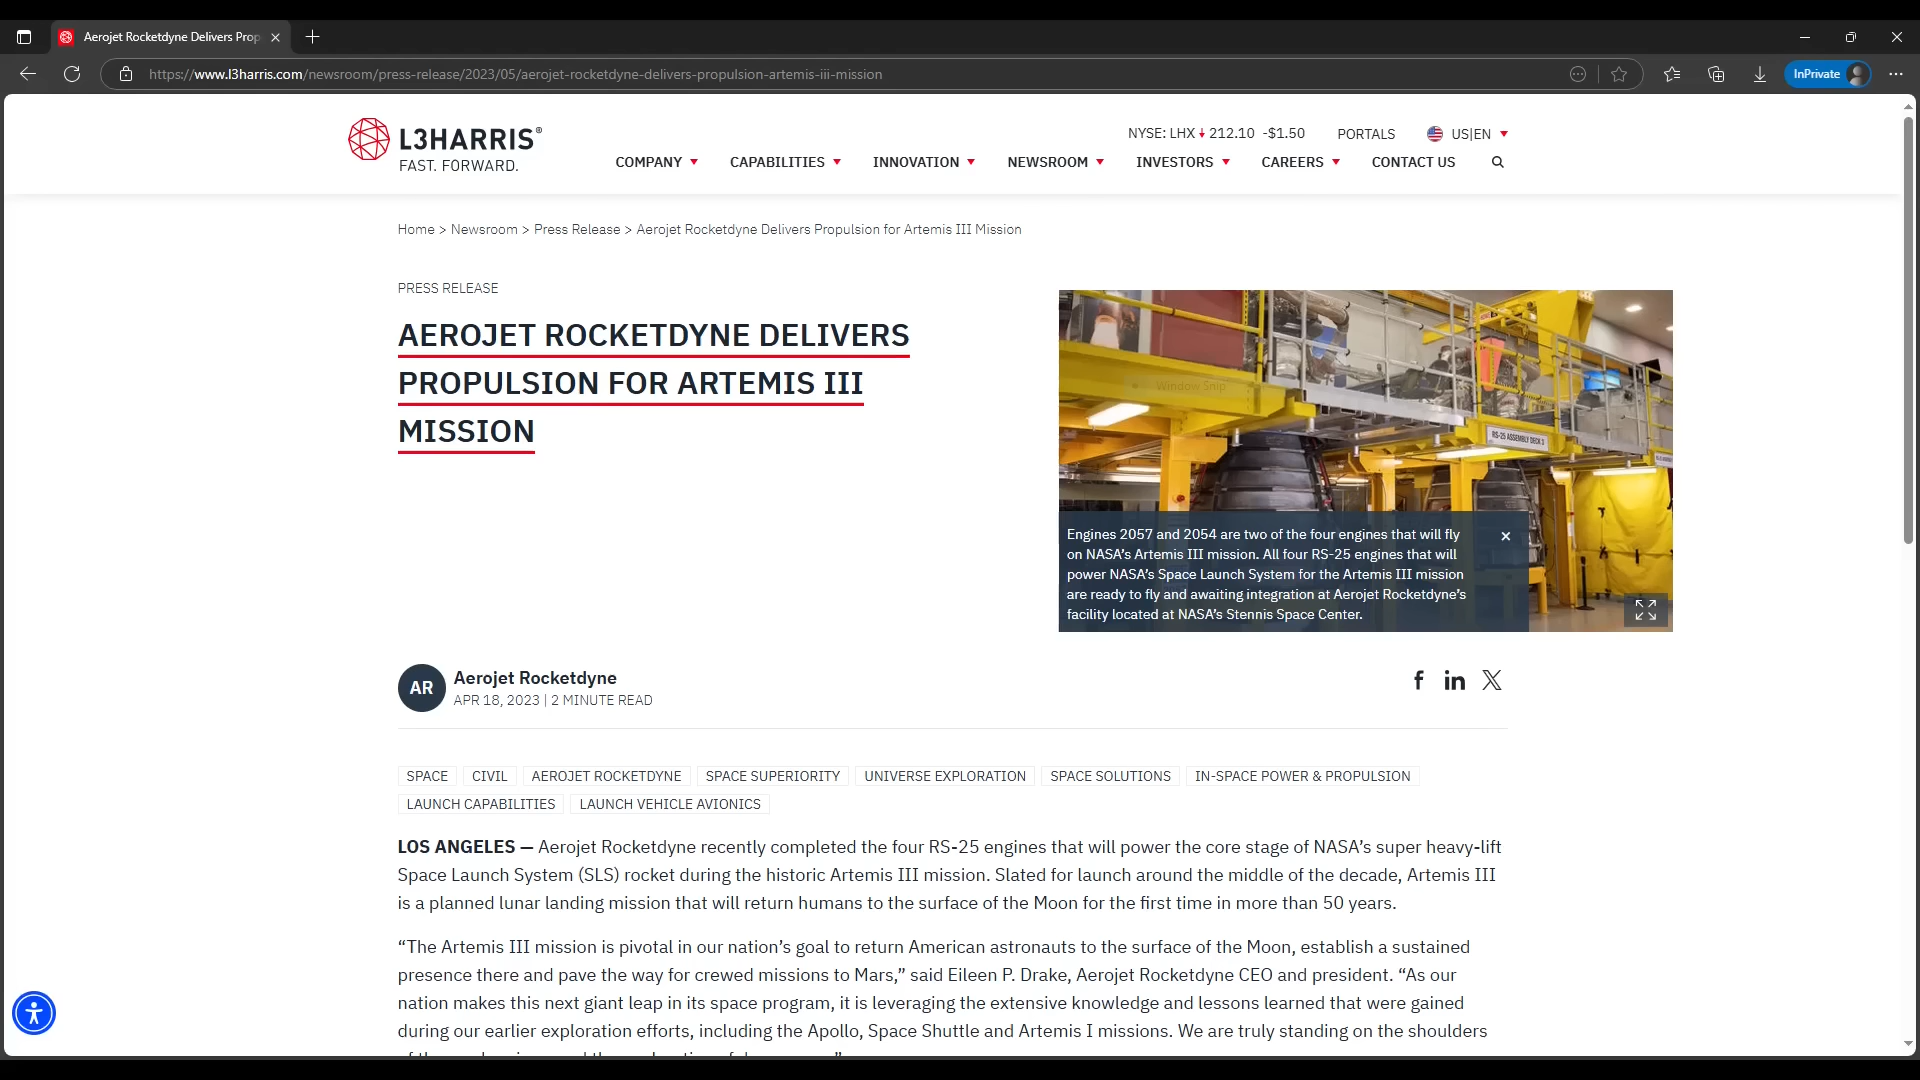 Aerojet Rocketdyne Delivers Prop
https://www.l3harris.com/newsroom/press-release/2023/05/aerojet-rocketdyne-delivers-propulsion-artemis-iii-mission
InPrivate
L3HARRIS®
FAST. FORWARD.
NYSE: LHX 212.10 -$1.50 PORTALS US|EN
COMPANY CAPABILITIES INNOVATION NEWSROOM INVESTORS CAREERS CONTACT US
Home > Newsroom > Press Release > Aerojet Rocketdyne Delivers Propulsion for Artemis III Mission
PRESS RELEASE
AEROJET ROCKETDYNE DELIVERS
PROPULSION FOR ARTEMIS III
MISSION
Window Snip
RS-25 ASSEMBLY DECK 3
Engines 2057 and 2054 are two of the four engines that will fly
on NASA's Artemis III mission. All four RS-25 engines that will
power NASA's Space Launch System for the Artemis III mission
are ready to fly and awaiting integration at Aerojet Rocketdyne's
facility located at NASA's Stennis Space Center.
AR
Aerojet Rocketdyne
APR 18, 2023 | 2 MINUTE READ
SPACE CIVIL AEROJET ROCKETDYNE SPACE SUPERIORITY UNIVERSE EXPLORATION SPACE SOLUTIONS IN-SPACE POWER & PROPULSION
LAUNCH CAPABILITIES LAUNCH VEHICLE AVIONICS
LOS ANGELES — Aerojet Rocketdyne recently completed the four RS-25 engines that will power the core stage of NASA's super heavy-lift
Space Launch System (SLS) rocket during the historic Artemis III mission. Slated for launch around the middle of the decade, Artemis III
is a planned lunar landing mission that will return humans to the surface of the Moon for the first time in more than 50 years.
“The Artemis III mission is pivotal in our nation's goal to return American astronauts to the surface of the Moon, establish a sustained
presence there and pave the way for crewed missions to Mars,” said Eileen P. Drake, Aerojet Rocketdyne CEO and president. “As our
nation makes this next giant leap in its space program, it is leveraging the extensive knowledge and lessons learned that were gained
during our earlier exploration efforts, including the Apollo, Space Shuttle and Artemis I missions. We are truly standing on the shoulders